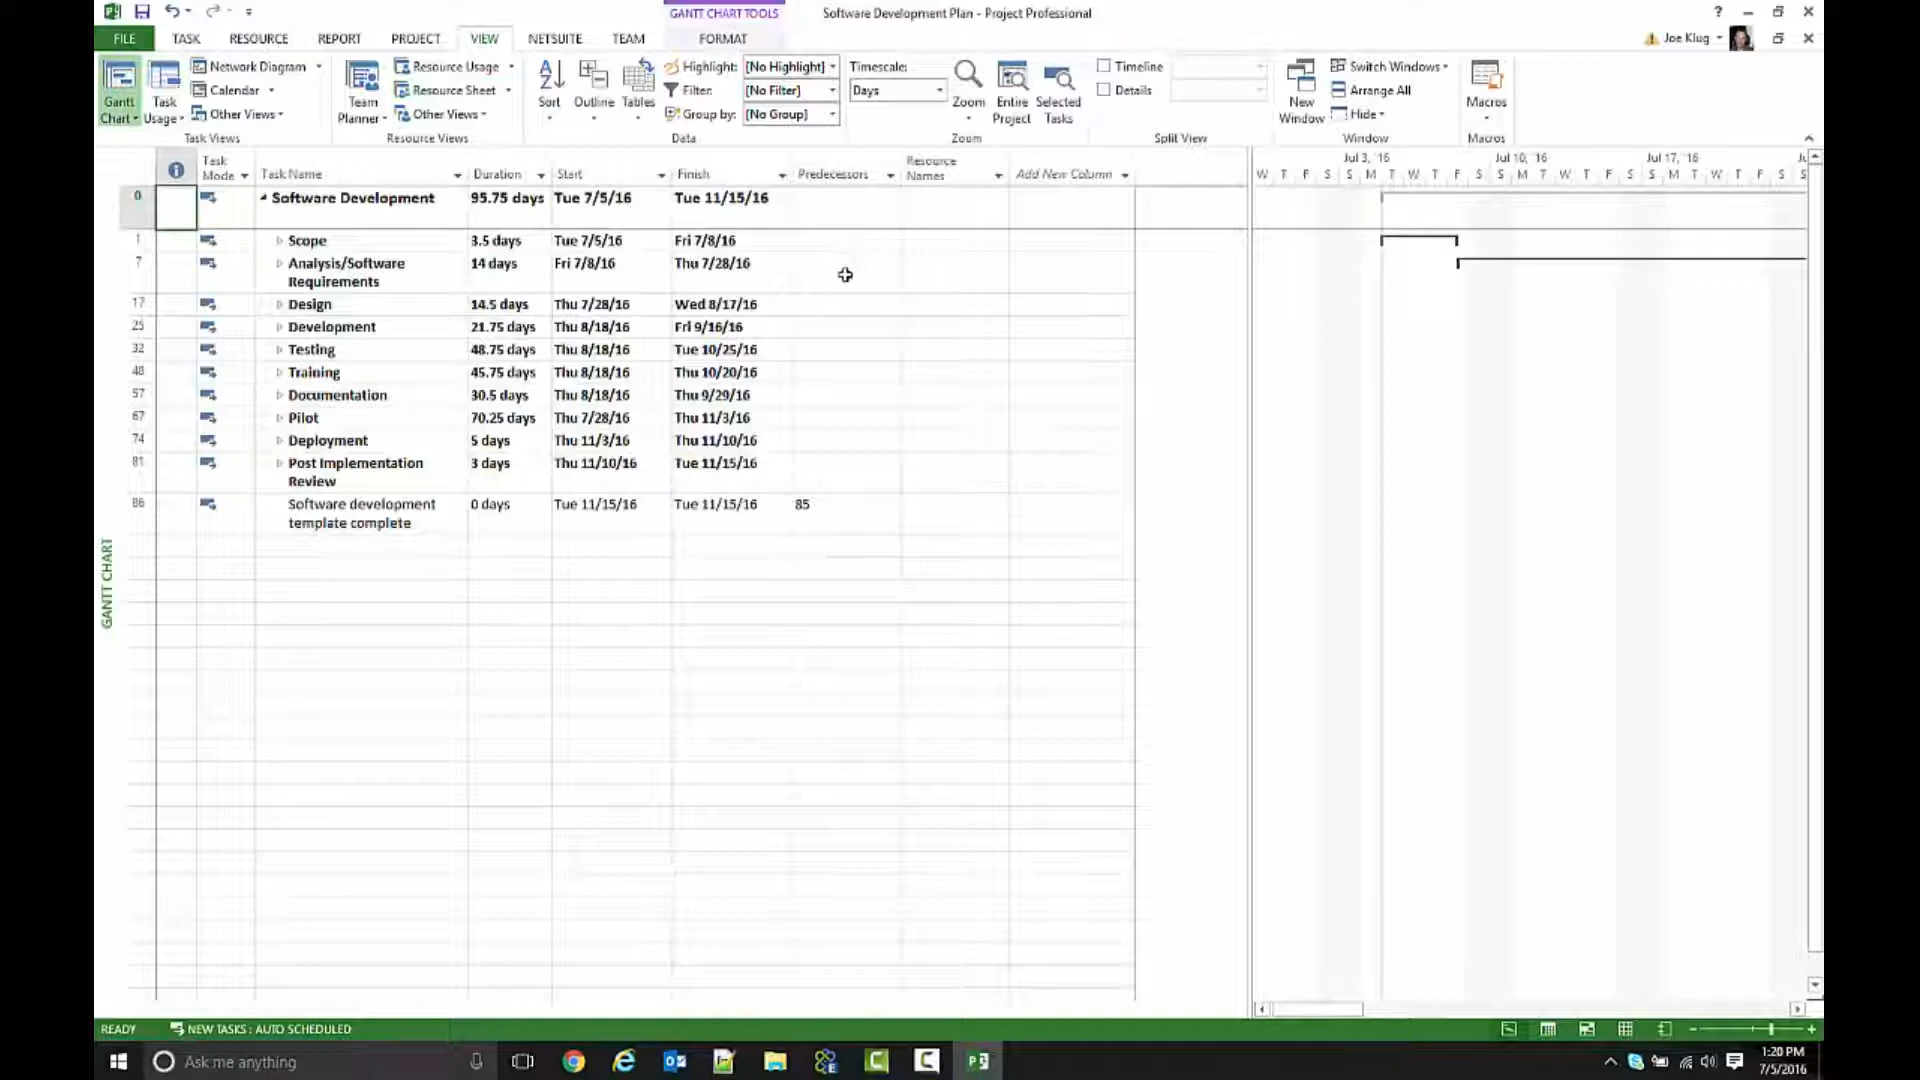 GANTT CHART TOOLS
Software Development Plan - Project Professional
?
FILE TASK RESOURCE REPORT PROJECT VIEW NETSUITE TEAM FORMAT
Joe Klug
Gantt Chart
Task Usage
Network Diagram
Calendar
Other Views
Task Views
Team Planner
Resource Usage
Resource Sheet
Other Views
Resource Views
Sort
Outline
Tables
Highlight: [No Highlight]
Filter: [No Filter]
Group by: [No Group]
Data
Timescale:
Days
Zoom
Entire Project
Selected Tasks
Zoom
Timeline
Details
Split View
New Window
Switch Windows
Arrange All
Hide
Window
Macros
Macros
Task Mode Task Name Duration Start Finish Predecessors Resource Names Add New Column
Jul 3, '16 Jul 10, '16 Jul 17, '16
W T F S S M T W T F S S M T W T F S S M T W T F S S
0 Software Development 95.75 days Tue 7/5/16 Tue 11/15/16
1 Scope 3.5 days Tue 7/5/16 Fri 7/8/16
7 Analysis/Software Requirements 14 days Fri 7/8/16 Thu 7/28/16
17 Design 14.5 days Thu 7/28/16 Wed 8/17/16
25 Development 21.75 days Thu 8/18/16 Fri 9/16/16
32 Testing 48.75 days Thu 8/18/16 Tue 10/25/16
48 Training 45.75 days Thu 8/18/16 Thu 10/20/16
57 Documentation 30.5 days Thu 8/18/16 Thu 9/29/16
67 Pilot 70.25 days Thu 7/28/16 Thu 11/3/16
74 Deployment 5 days Thu 11/3/16 Thu 11/10/16
81 Post Implementation Review 3 days Thu 11/10/16 Tue 11/15/16
86 Software development template complete 0 days Tue 11/15/16 Tue 11/15/16 85
GANTT CHART
READY NEW TASKS : AUTO SCHEDULED
Ask me anything
1:20 PM
7/5/2016